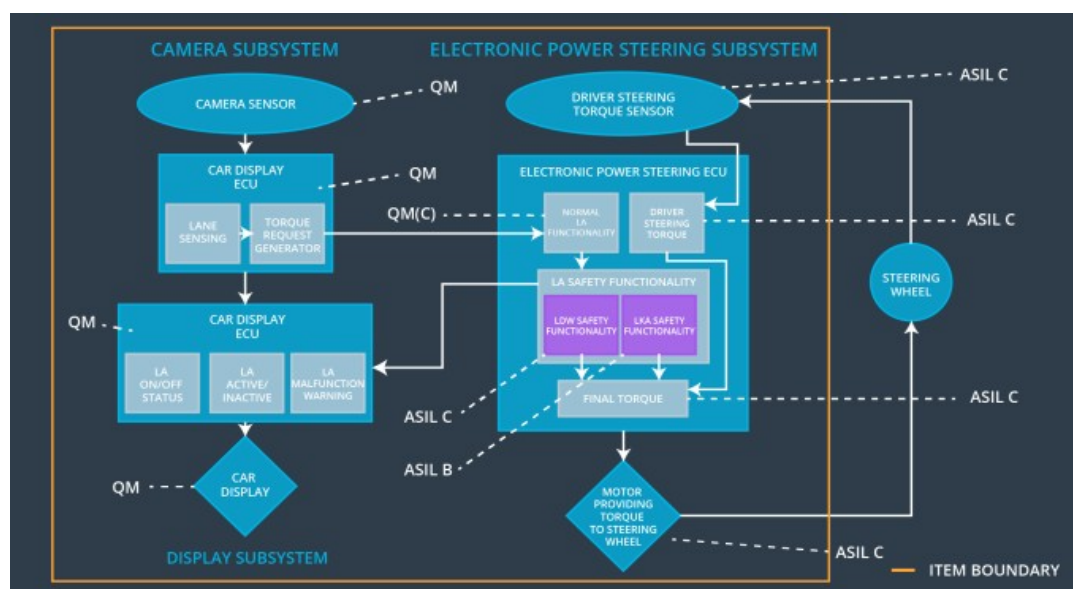 CAMERA SUBSYSTEM
ELECTRONIC POWER STEERING SUBSYSTEM
CAMERA SENSOR
QM
DRIVER STEERING
TORQUE SENSOR
ASIL C
CAR DISPLAY
ECU
QM
LANE
SENSING
TORQUE
REQUEST
GENERATOR
QM(C)
ELECTRONIC POWER STEERING ECU
NORMAL
LA
FUNCTIONALITY
DRIVER
STEERING
TORQUE
ASIL C
LA SAFETY FUNCTIONALITY
LDW SAFETY
FUNCTIONALITY
LKA SAFETY
FUNCTIONALITY
STEERING
WHEEL
QM
CAR DISPLAY
ECU
LA
ON/OFF
STATUS
LA
ACTIVE/
INACTIVE
LA
MALFUNCTION
WARNING
FINAL TORQUE
ASIL C
ASIL C
ASIL B
QM
CAR
DISPLAY
MOTOR
PROVIDING
TORQUE
TO STEERING
WHEEL
ASIL C
DISPLAY SUBSYSTEM
ITEM BOUNDARY